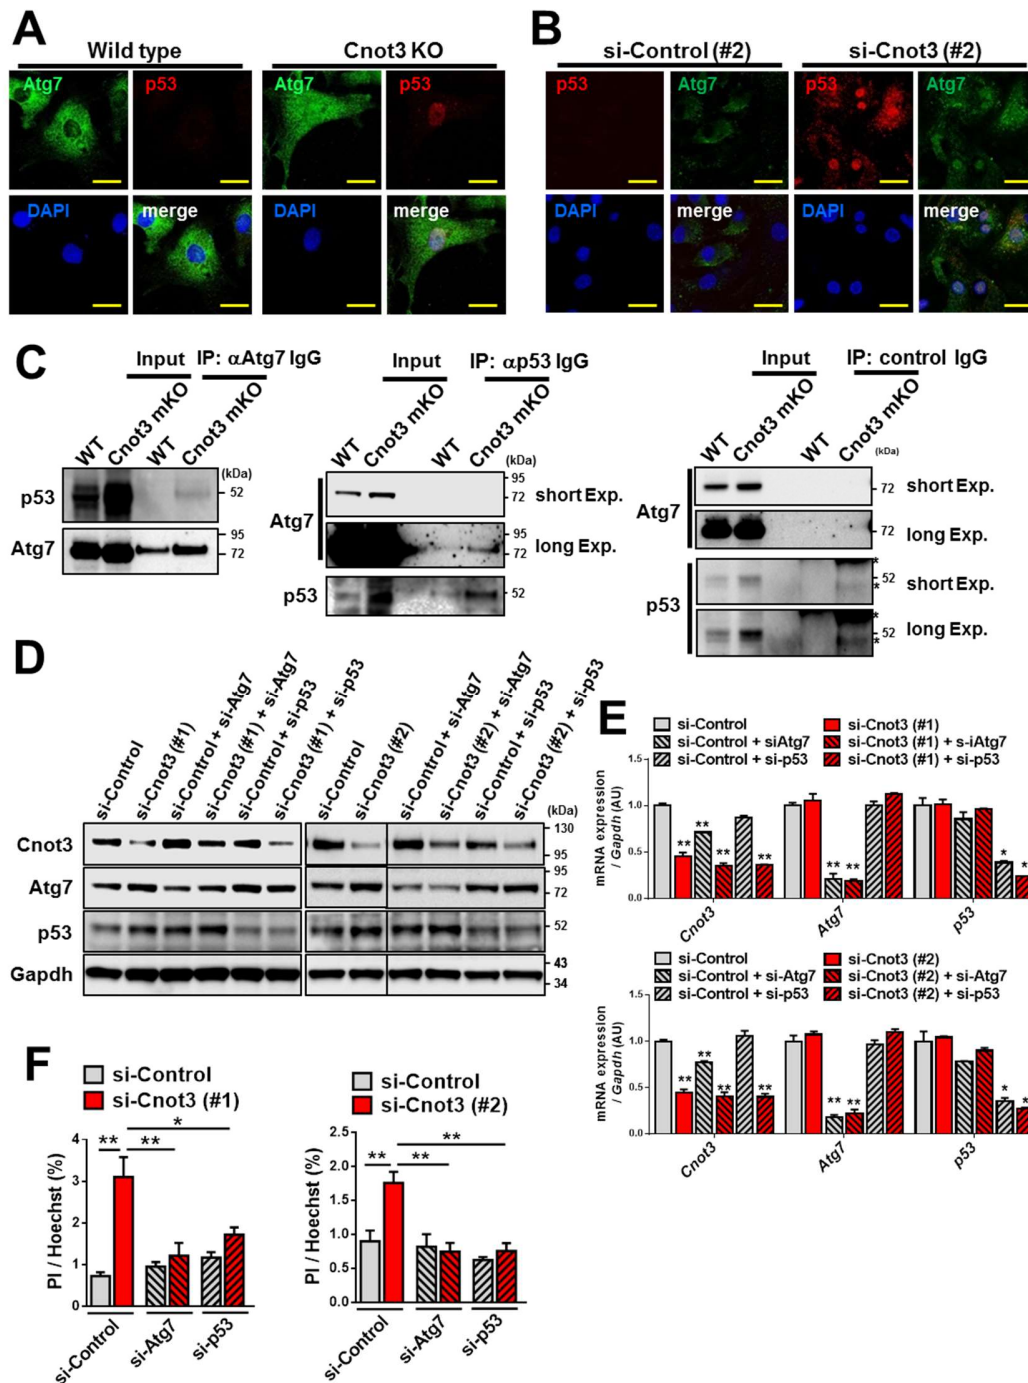 A
Wild type
Cnot3 KO
Atg7
p53
Atg7
p53
DAPI
merge
DAPI
merge
B
si-Control (#2)
si-Cnot3 (#2)
p53
Atg7
p53
Atg7
DAPI
merge
DAPI
merge
C
Input
IP: αAtg7 IgG
WT
Cnot3 mKO
WT
Cnot3 mKO
(kDa)
p53
52
95
Atg7
72
Input
IP: αp53 IgG
WT
Cnot3 mKO
WT
Cnot3 mKO
(kDa)
95
72
short Exp.
Atg7
95
72
long Exp.
p53
52
Input
IP: control IgG
WT
Cnot3 mKO
WT
Cnot3 mKO
(kDa)
72
short Exp.
Atg7
72
long Exp.
*
52
short Exp.
*
p53
*
52
long Exp.
*
D
si-Control
si-Cnot3 (#1)
si-Control + si-Atg7
si-Cnot3 (#1) + si-Atg7
si-Control + si-p53
si-Cnot3 (#1) + si-p53
si-Control
si-Cnot3 (#2)
si-Control + si-Atg7
si-Cnot3 (#2) + si-Atg7
si-Control + si-p53
si-Cnot3 (#2) + si-p53
(kDa)
130
Cnot3
95
95
Atg7
72
p53
52
Gapdh
43
34
E
si-Control
si-Cnot3 (#1)
si-Control + siAtg7
si-Cnot3 (#1) + s-iAtg7
si-Control + si-p53
si-Cnot3 (#1) + si-p53
mRNA expression
/ Gapdh (AU)
1.5
1.0
0.5
0.0
** ** ** **
** **
* *
Cnot3
Atg7
p53
si-Control
si-Cnot3 (#2)
si-Control + si-Atg7
si-Cnot3 (#2) + si-Atg7
si-Control + si-p53
si-Cnot3 (#2) + si-p53
mRNA expression
/ Gapdh (AU)
1.5
1.0
0.5
0.0
** ** ** **
** **
* *
Cnot3
Atg7
p53
F
si-Control
si-Cnot3 (#1)
PI / Hoechst (%)
4
3
2
1
0
*
** **
si-Control
si-Atg7
si-p53
si-Control
si-Cnot3 (#2)
PI / Hoechst (%)
2.5
2.0
1.5
1.0
0.5
0.0
**
** **
si-Control
si-Atg7
si-p53